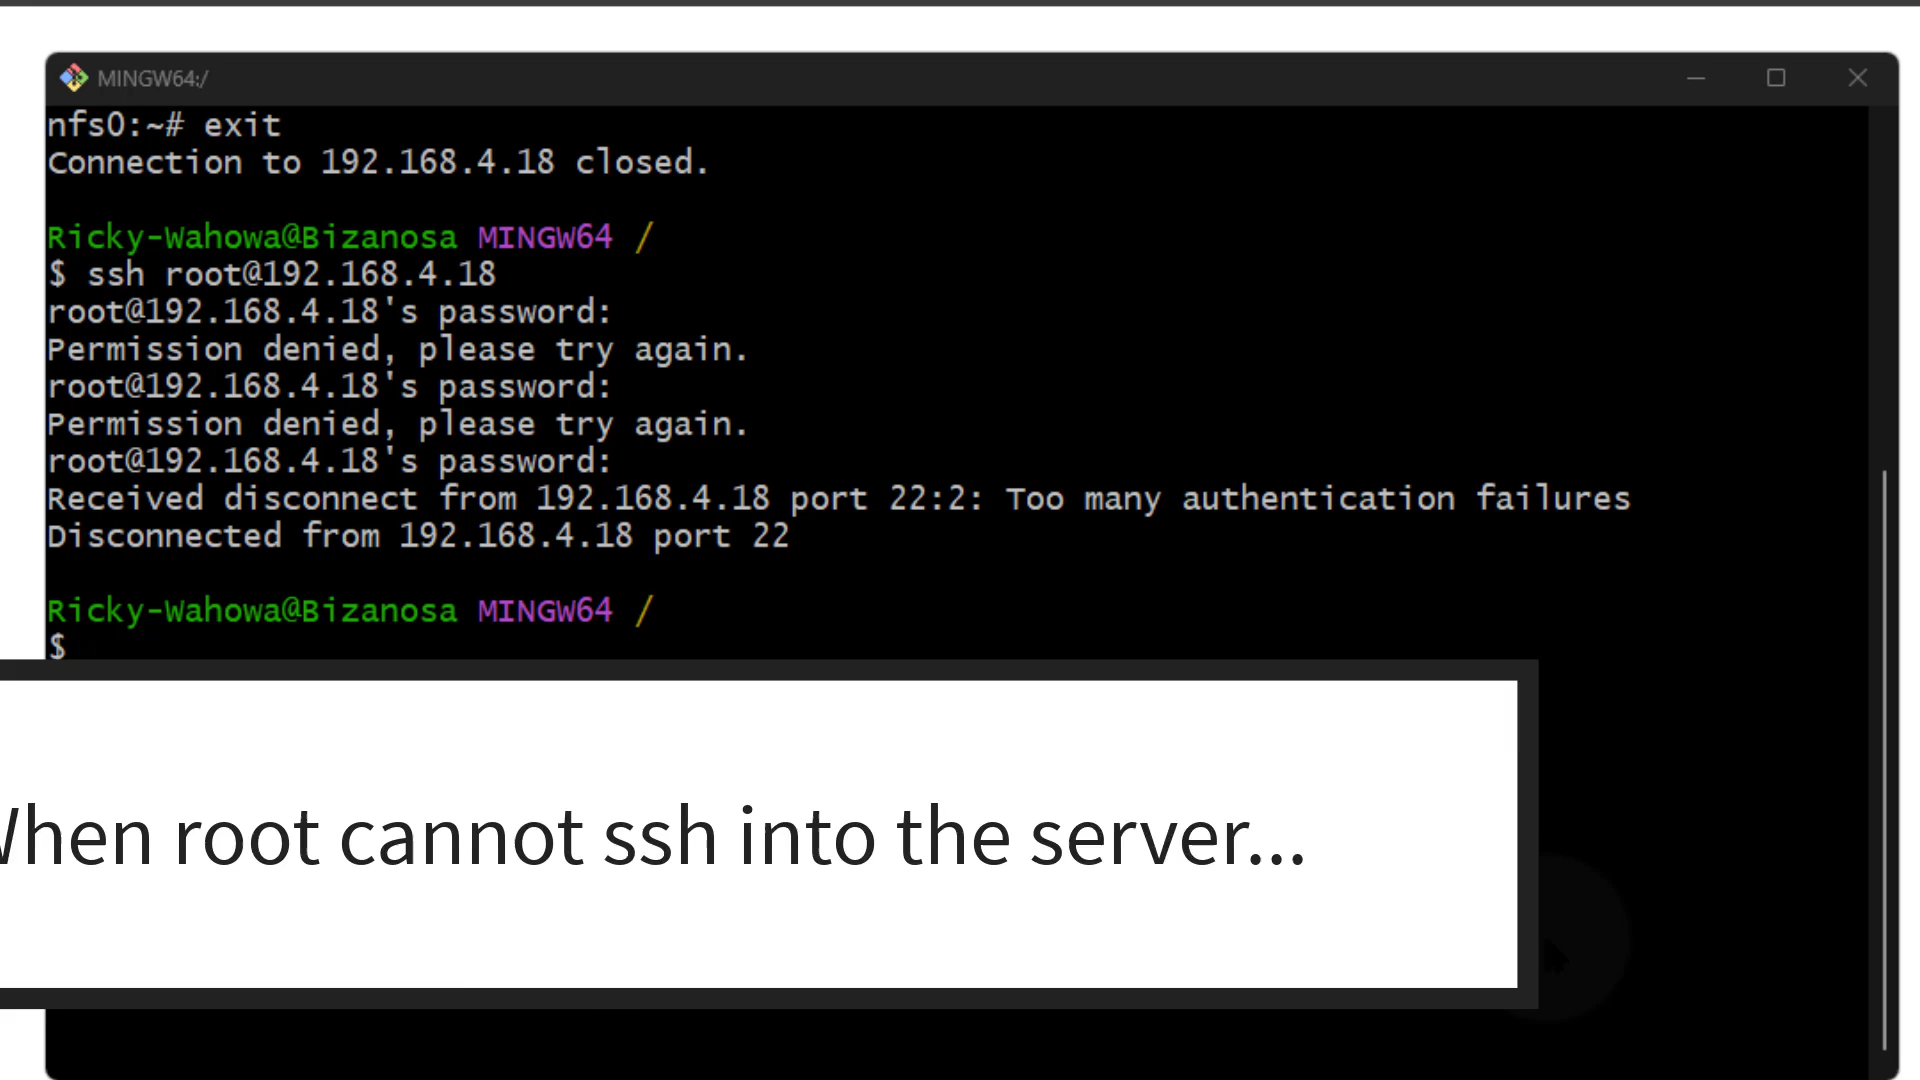 MINGW64:/
nfs0:~# exit
Connection to 192.168.4.18 closed.
Ricky-Wahowa@Bizanosa MINGW64 /
$ ssh root@192.168.4.18
root@192.168.4.18's password:
Permission denied, please try again.
root@192.168.4.18's password:
Permission denied, please try again.
root@192.168.4.18's password:
Received disconnect from 192.168.4.18 port 22:2: Too many authentication failures
Disconnected from 192.168.4.18 port 22
Ricky-Wahowa@Bizanosa MINGW64 /
$
When root cannot ssh into the server...